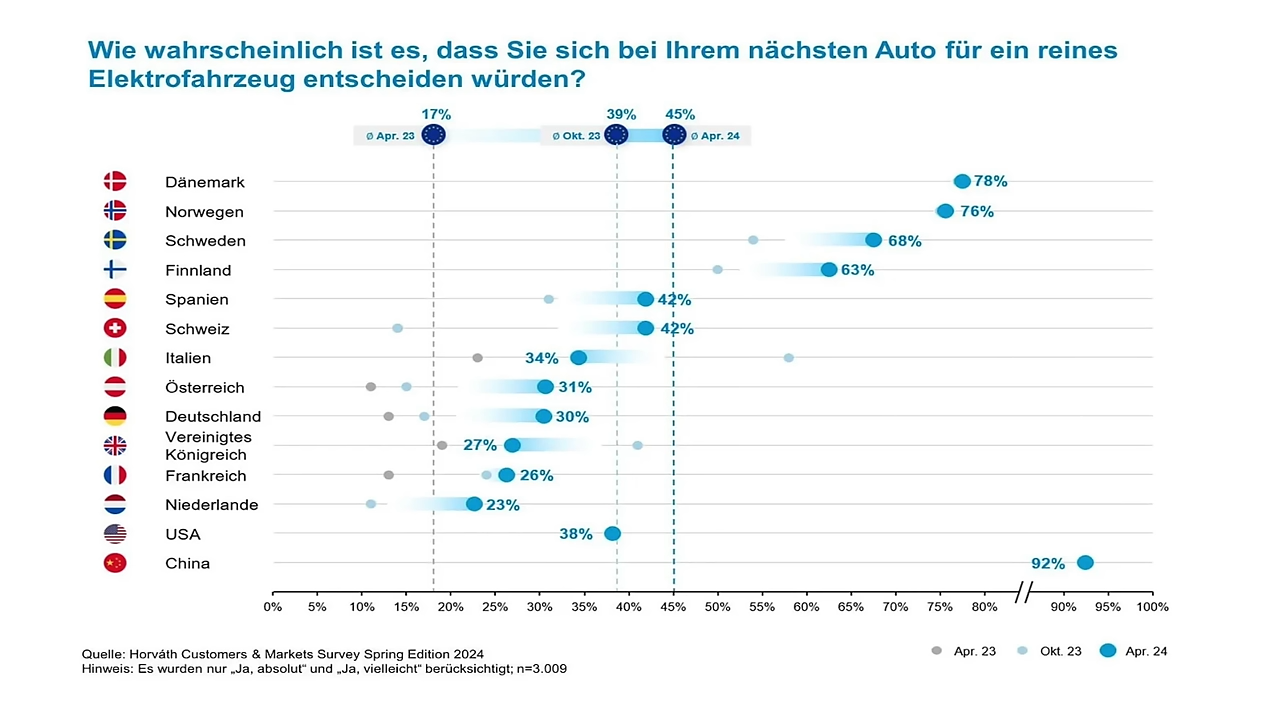 Wie wahrscheinlich ist es, dass Sie sich bei Ihrem nächsten Auto für ein reines
Elektrofahrzeug entscheiden würden?
17% 39% 45%
Ø Apr. 23 Ø Okt. 23 Ø Apr. 24
Dänemark 78%
Norwegen 76%
Schweden 68%
Finnland 63%
Spanien 42%
Schweiz 42%
Italien 34%
Österreich 31%
Deutschland 30%
Vereinigtes
Königreich 27%
Frankreich 26%
Niederlande 23%
USA 38%
China 92%
0% 5% 10% 15% 20% 25% 30% 35% 40% 45% 50% 55% 60% 65% 70% 75% 80% 90% 95% 100%
Quelle: Horváth Customers & Markets Survey Spring Edition 2024
Hinweis: Es wurden nur „Ja, absolut“ und „Ja, vielleicht“ berücksichtigt; n=3.009
Apr. 23 Okt. 23 Apr. 24